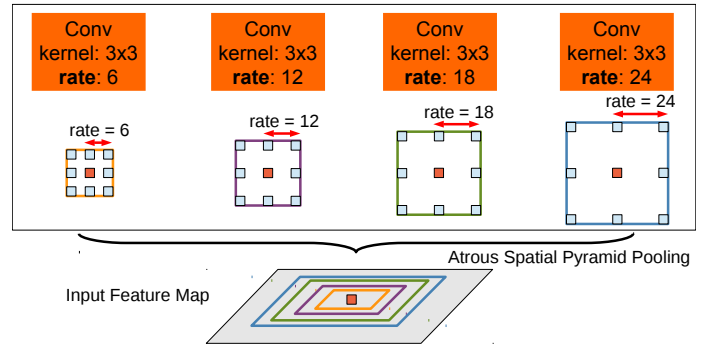 Conv
kernel: 3x3
rate: 6
Conv
kernel: 3x3
rate: 12
Conv
kernel: 3x3
rate: 18
Conv
kernel: 3x3
rate: 24
rate = 6
rate = 12
rate = 18
rate = 24
Atrous Spatial Pyramid Pooling
Input Feature Map